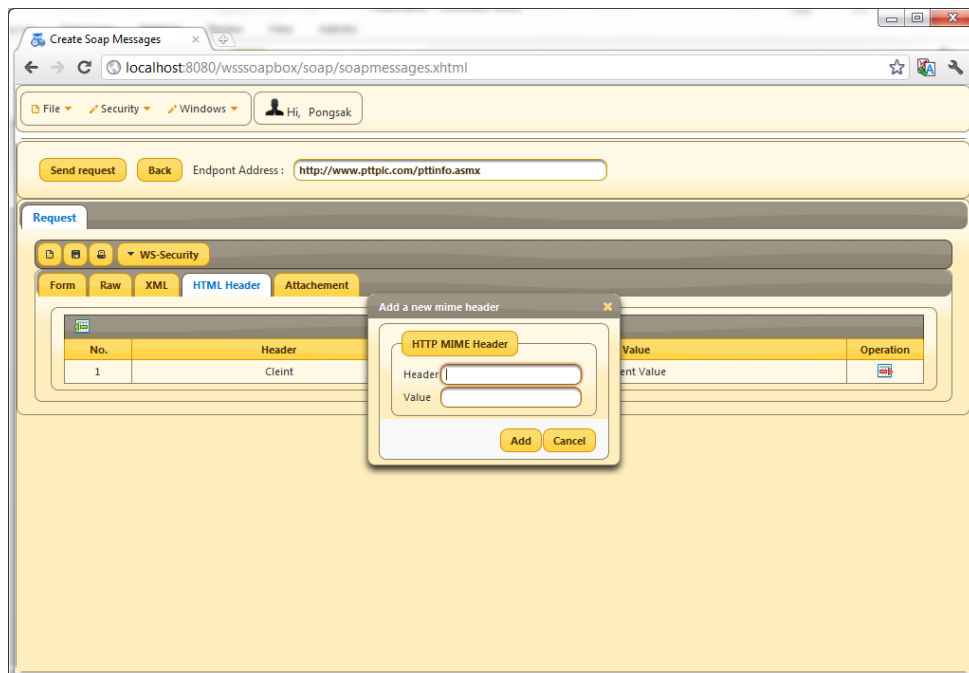 Create Soap Messages
localhost:8080/wsssoapbox/soap/soapmessages.xhtml
File Security Windows Hi, Pongsak
Send request Back Endpont Address : http://www.pttplc.com/pttinfo.asmx
Request
WS-Security
Form Raw XML HTML Header Attachement
Add a new mime header
HTTP MIME Header
No. Header Value Operation
1 Cleint ent Value
Header
Value
Add Cancel